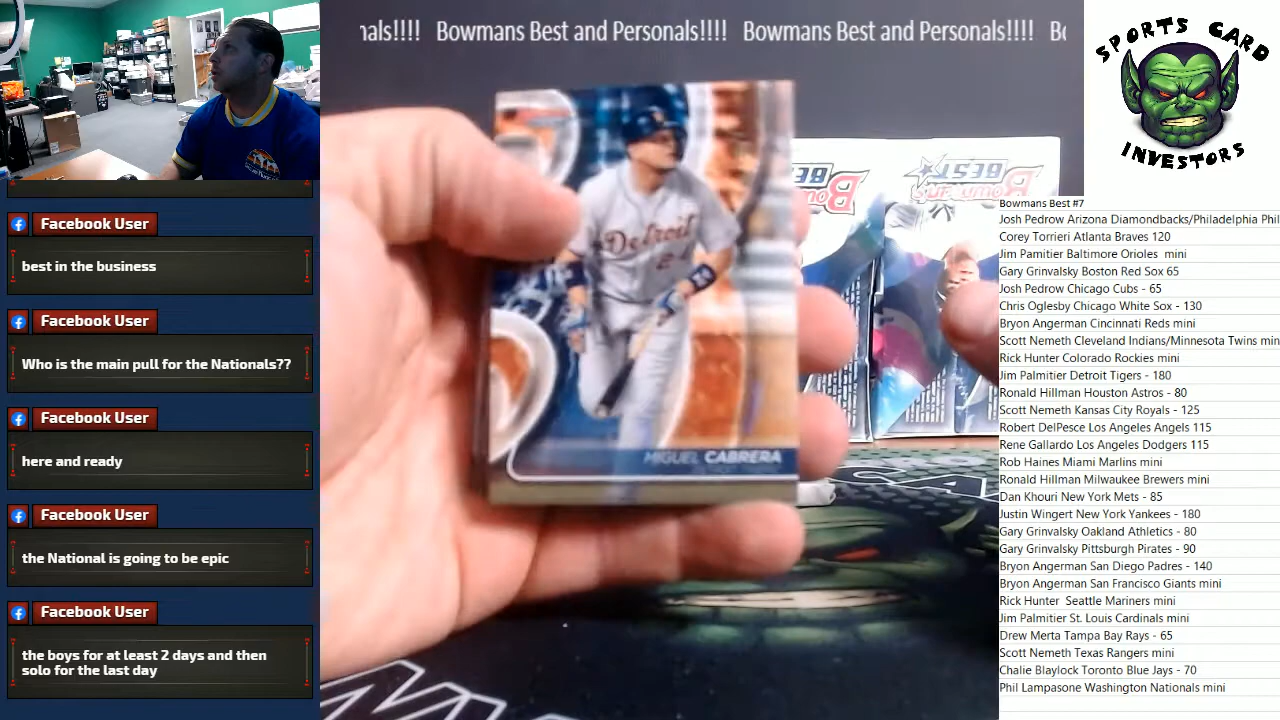 nals!!!! Bowmans Best and Personals!!!! Bowmans Best and Personals!!!! Bo
SPORTS CARD
INVESTORS
Facebook User
best in the business
Facebook User
Who is the main pull for the Nationals??
Facebook User
here and ready
Facebook User
the National is going to be epic
Facebook User
the boys for at least 2 days and then
solo for the last day
Detroit
24
MIGUEL CABRERA
BEST
BEST
Bowmans Best #7
Josh Pedrow Arizona Diamondbacks/Philadelphia Phil
Corey Torrieri Atlanta Braves 120
Jim Pamitier Baltimore Orioles mini
Gary Grinvalsky Boston Red Sox 65
Josh Pedrow Chicago Cubs - 65
Chris Oglesby Chicago White Sox - 130
Bryon Angerman Cincinnati Reds mini
Scott Nemeth Cleveland Indians/Minnesota Twins min
Rick Hunter Colorado Rockies mini
Jim Palmitier Detroit Tigers - 180
Ronald Hillman Houston Astros - 80
Scott Nemeth Kansas City Royals - 125
Robert DelPesce Los Angeles Angels 115
Rene Gallardo Los Angeles Dodgers 115
Rob Haines Miami Marlins mini
Ronald Hillman Milwaukee Brewers mini
Dan Khouri New York Mets - 85
Justin Wingert New York Yankees - 180
Gary Grinvalsky Oakland Athletics - 80
Gary Grinvalsky Pittsburgh Pirates - 90
Bryon Angerman San Diego Padres - 140
Bryon Angerman San Francisco Giants mini
Rick Hunter Seattle Mariners mini
Jim Palmitier St. Louis Cardinals mini
Drew Merta Tampa Bay Rays - 65
Scott Nemeth Texas Rangers mini
Chalie Blaylock Toronto Blue Jays - 70
Phil Lampasone Washington Nationals mini